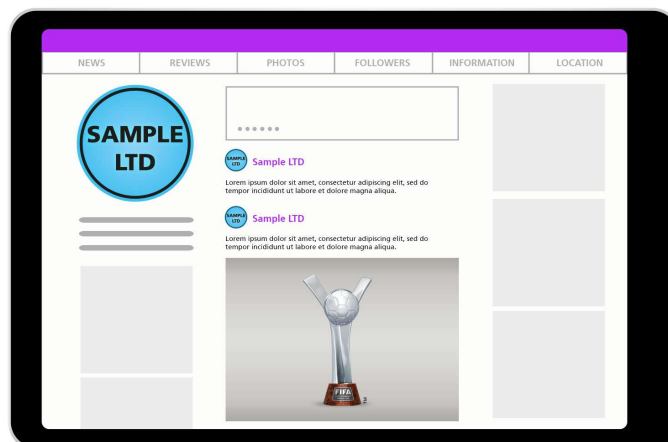 NEWS REVIEWS PHOTOS FOLLOWERS INFORMATION LOCATION
SAMPLE
LTD
SAMPLE
LTD
Sample LTD
Lorem ipsum dolor sit amet, consectetur adipiscing elit, sed do
tempor incididunt ut labore et dolore magna aliqua.
SAMPLE
LTD
Sample LTD
Lorem ipsum dolor sit amet, consectetur adipiscing elit, sed do
tempor incididunt ut labore et dolore magna aliqua.
FIFA